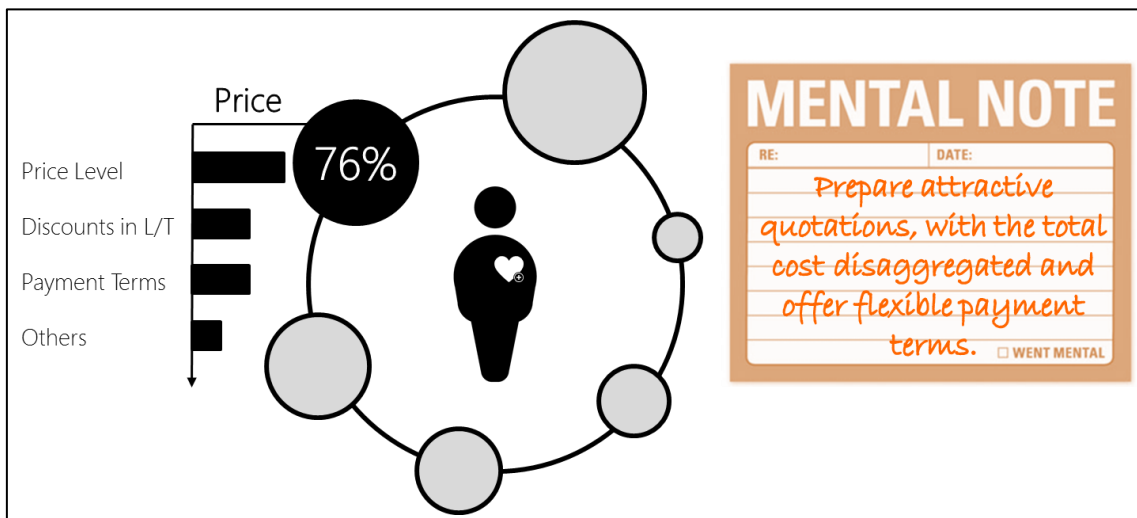 Price
76%
Price Level
Discounts in L/T
Payment Terms
Others
MENTAL NOTE
RE: DATE:
Prepare attractive
quotations, with the total
cost disaggregated and
offer flexible payment
terms.
WENT MENTAL